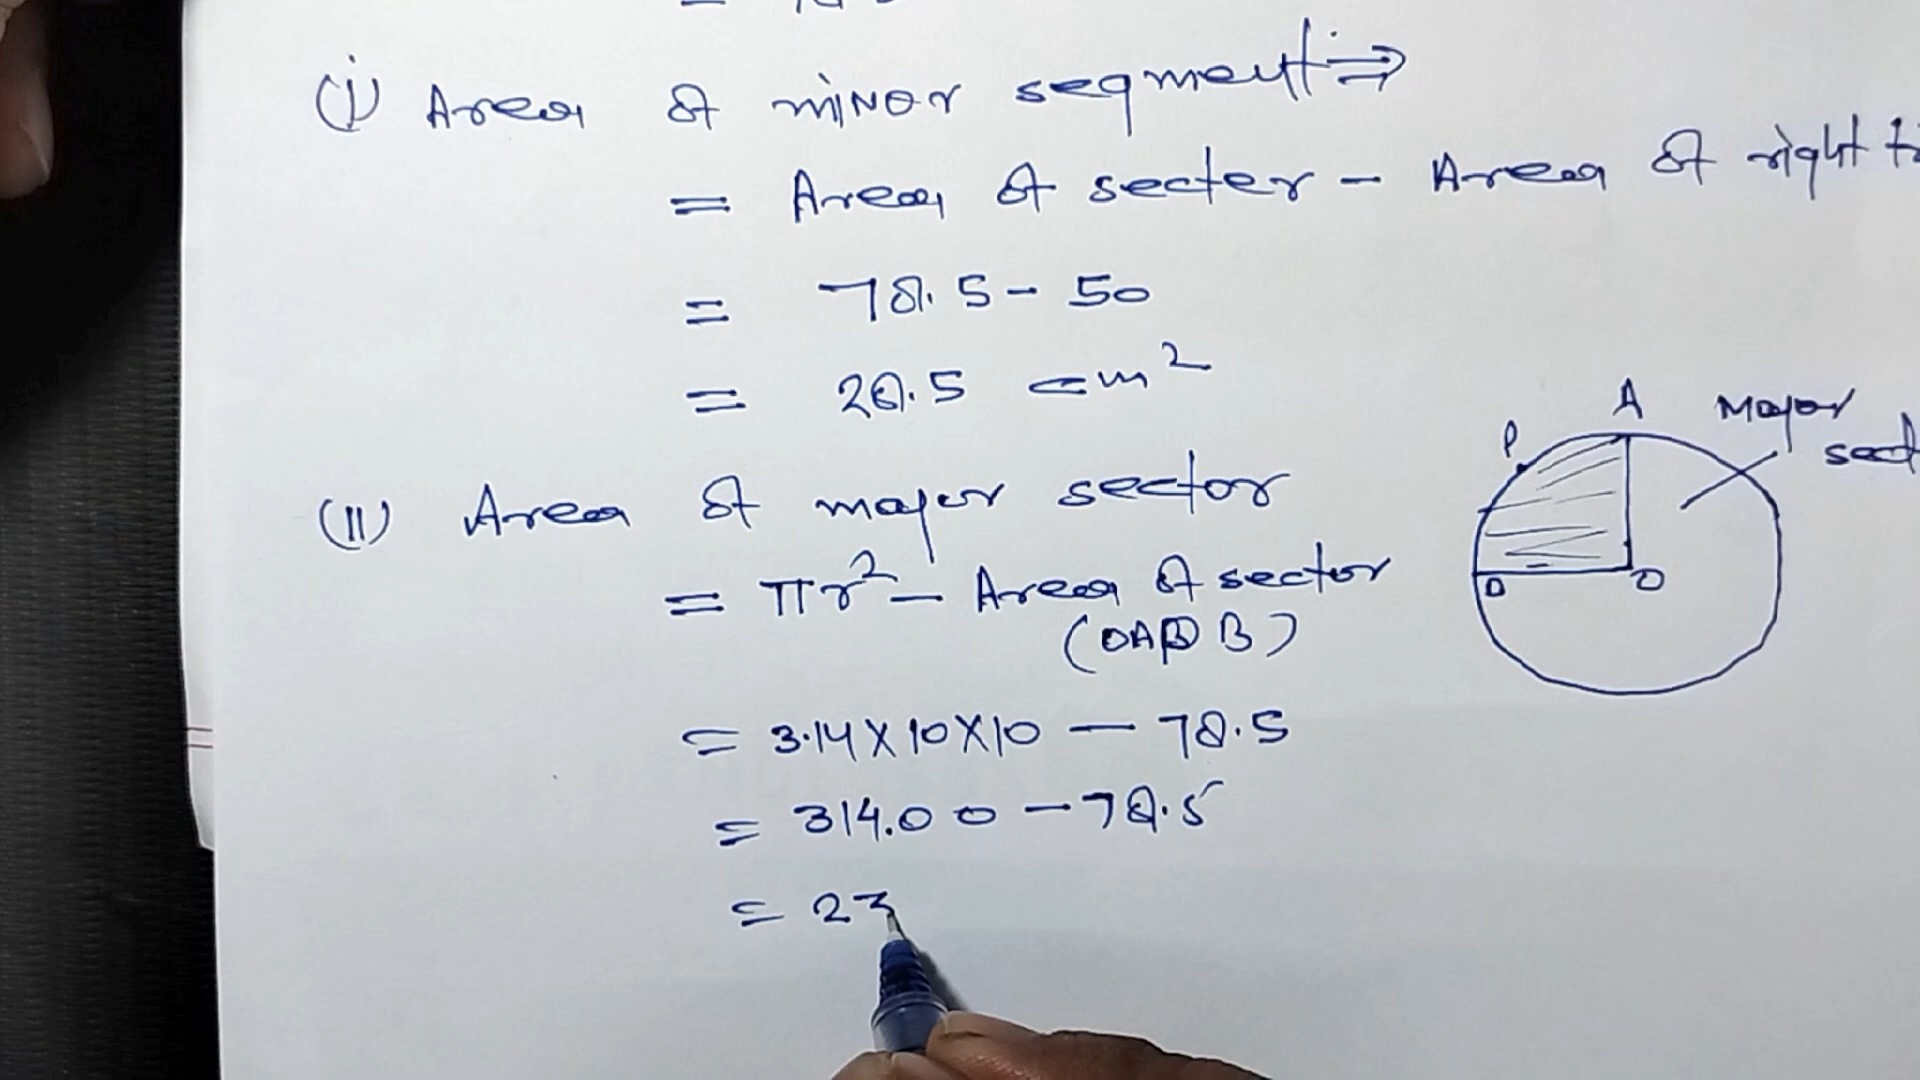 (i) Area of minor segment ⇒
= Area of secter - Area of right
= 78.5 - 50
= 28.5 cm²
(II) Area of major sector
= πr² - Area of sector
(OAPB)
= 3.14 X 10 X 10 - 78.5
= 314.00 - 78.5
= 23
A
Major
P
O